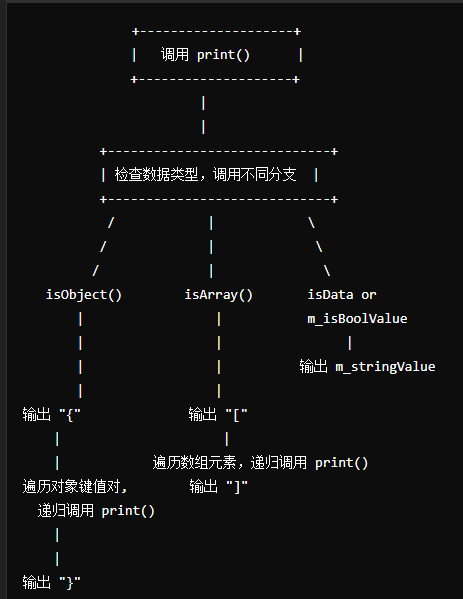 调用 print()
检查数据类型，调用不同分支
isObject() isArray() isData or
m_isBoolValue
输出 m_stringValue
输出 "{" 输出 "["
遍历数组元素，递归调用 print()
遍历对象键值对, 输出 "]"
递归调用 print()
输出 "}"